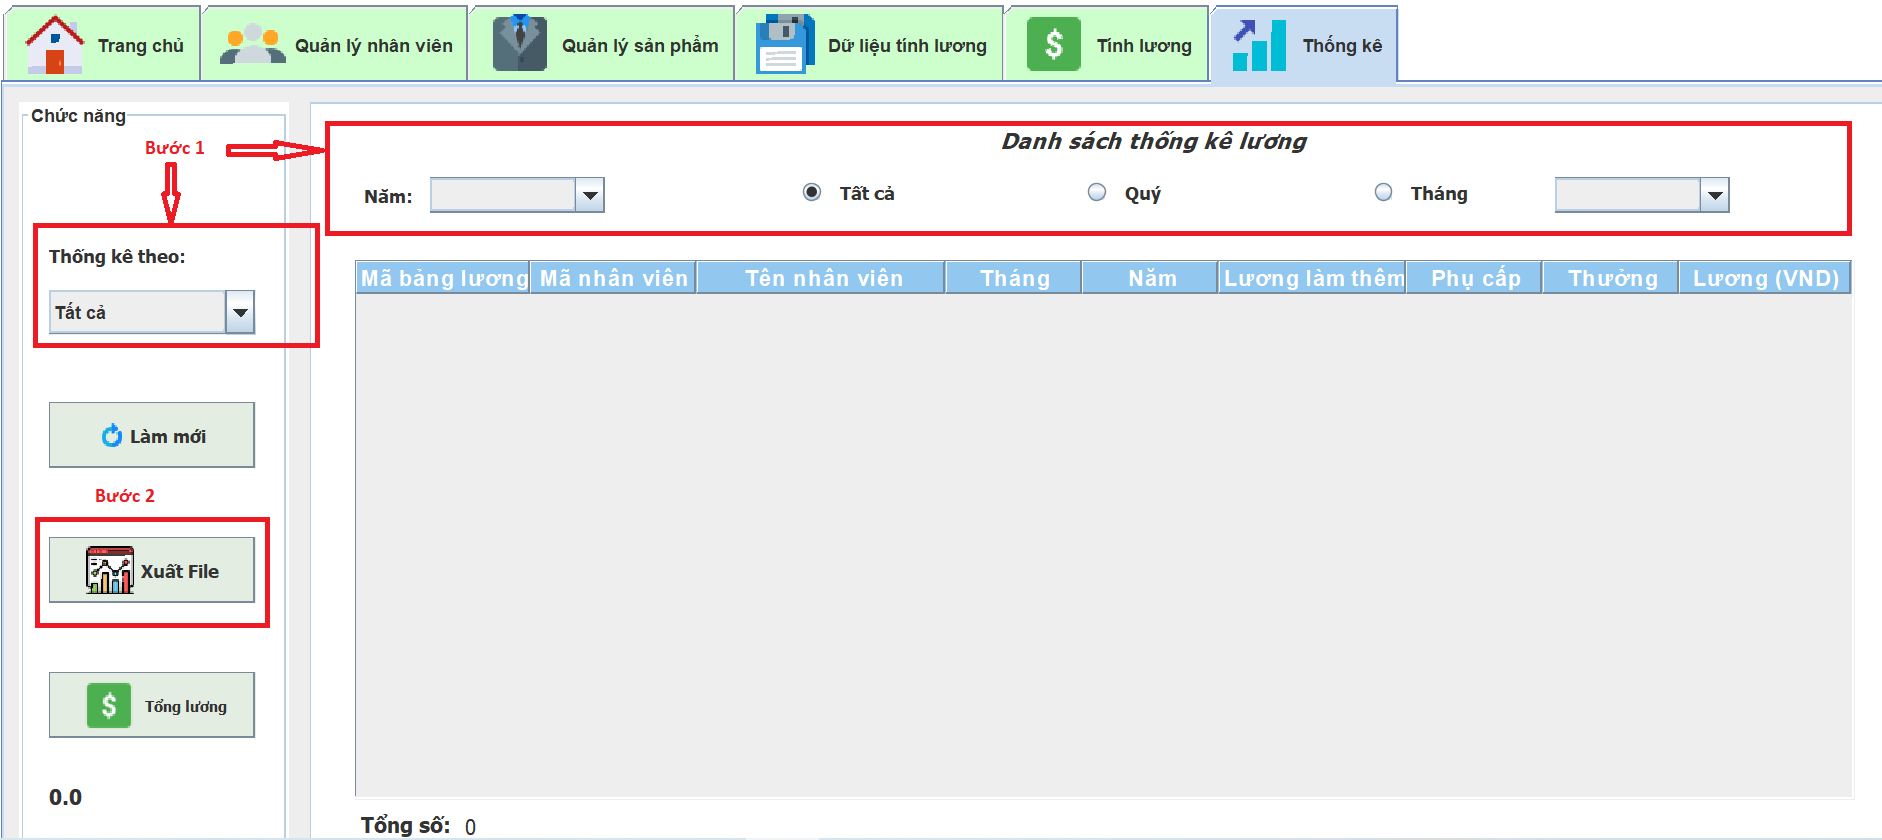 Trang chủ
Quản lý nhân viên
Quản lý sản phẩm
Dữ liệu tính lương
Tính lương
Thống kê
Chức năng
Bước 1
Thống kê theo:
Tất cả
Làm mới
Bước 2
Xuất File
Tổng lương
0.0
Danh sách thống kê lương
Năm:
Tất cả
Quý
Tháng
Mã bảng lương Mã nhân viên Tên nhân viên Tháng Năm Lương làm thêm Phụ cấp Thưởng Lương (VND)
Tổng số: 0